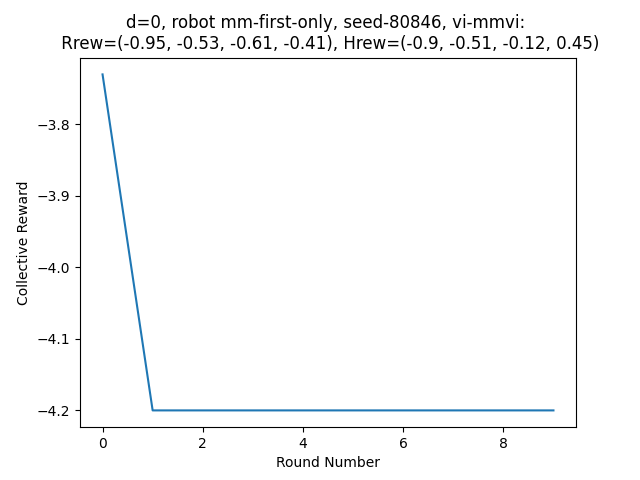 d=0, robot mm-first-only, seed-80846, vi-mmvi:
Rrew=(-0.95, -0.53, -0.61, -0.41), Hrew=(-0.9, -0.51, -0.12, 0.45)
Collective Reward
−3.8
−3.9
−4.0
−4.1
−4.2
0 2 4 6 8
Round Number